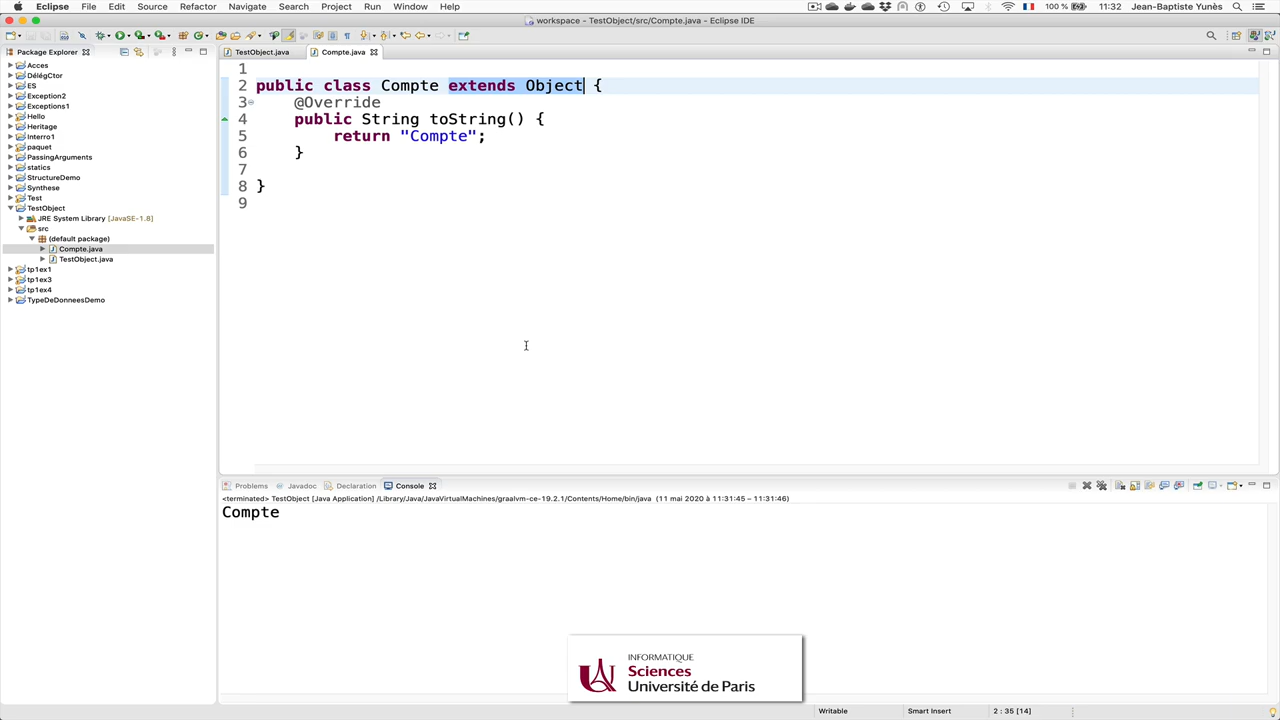 Eclipse File Edit Source Refactor Navigate Search Project Run Window Help 100 % 11:32 Jean-Baptiste Yunès
workspace - TestObject/src/Compte.java - Eclipse IDE
Package Explorer
TestObject.java Compte.java
Acces
DélégCtor
ES
Exception2
Exceptions1
Hello
Heritage
Interro1
paquet
PassingArguments
statics
StructureDemo
Synthese
Test
TestObject
JRE System Library [JavaSE-1.8]
src
(default package)
Compte.java
TestObject.java
tp1ex1
tp1ex3
tp1ex4
TypeDeDonneesDemo
1
2 public class Compte extends Object {
3 @Override
4 public String toString() {
5 return "Compte";
6 }
7
8 }
9
Problems Javadoc Declaration Console
<terminated> TestObject [Java Application] /Library/Java/JavaVirtualMachines/graalvm-ce-19.2.1/Contents/Home/bin/java (11 mai 2020 à 11:31:45 – 11:31:46)
Compte
INFORMATIQUE
Sciences
Université de Paris
Writable Smart Insert 2 : 35 [14]